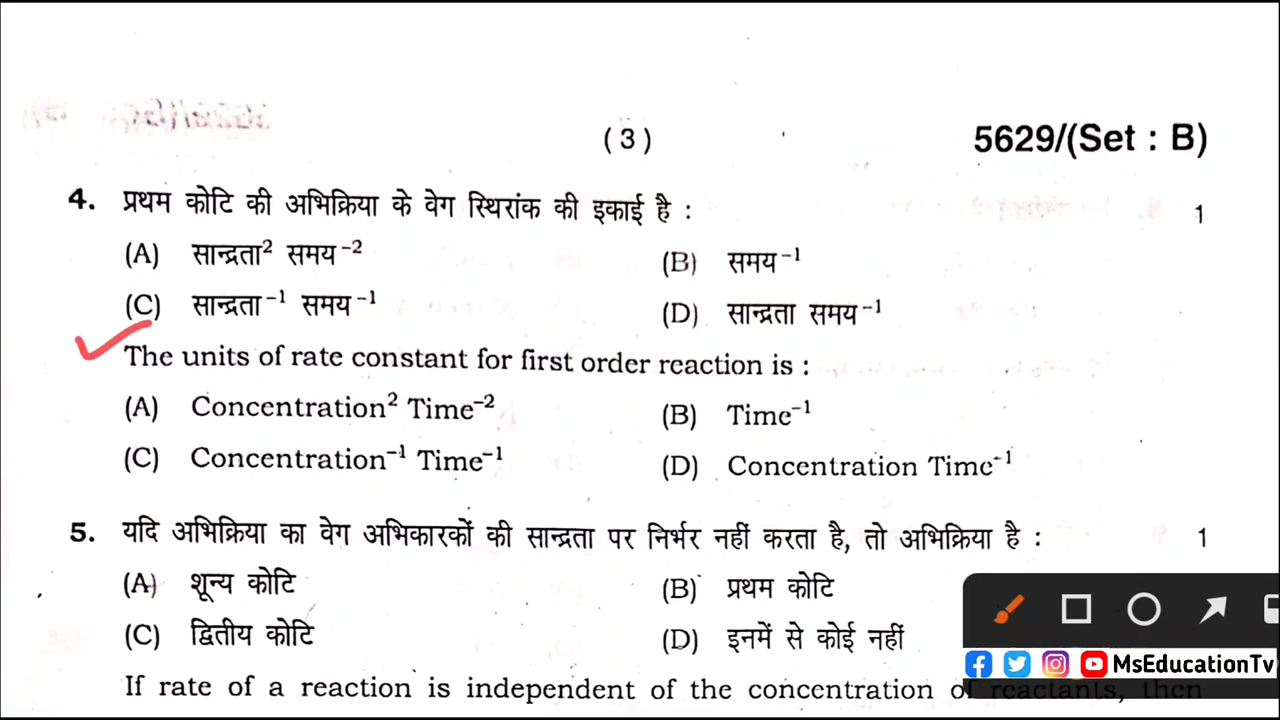 ( 3 )
5629/(Set : B)
4. प्रथम कोटि की अभिक्रिया के वेग स्थिरांक की इकाई है : 1
(A) सान्द्रता² समय⁻² (B) समय⁻¹
(C) सान्द्रता⁻¹ समय⁻¹ (D) सान्द्रता समय⁻¹
The units of rate constant for first order reaction is :
(A) Concentration² Time⁻² (B) Time⁻¹
(C) Concentration⁻¹ Time⁻¹ (D) Concentration Time⁻¹
5. यदि अभिक्रिया का वेग अभिकारकों की सान्द्रता पर निर्भर नहीं करता है, तो अभिक्रिया है : 1
(A) शून्य कोटि (B) प्रथम कोटि
(C) द्वितीय कोटि (D) इनमें से कोई नहीं
MsEducationTv
If rate of a reaction is independent of the concentration of reactants, then